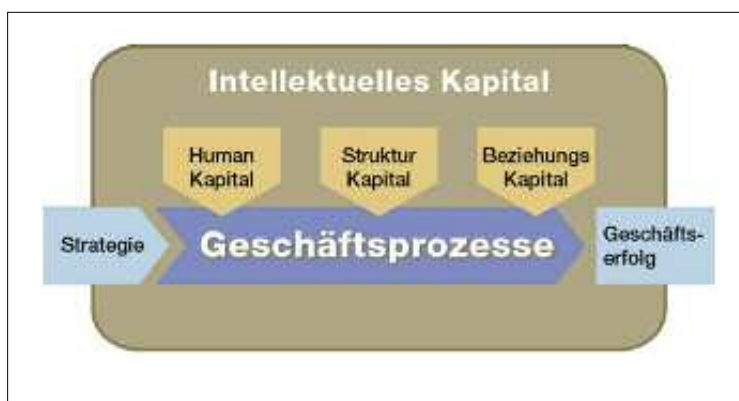 Intellektuelles Kapital
Human
Kapital
Struktur
Kapital
Beziehungs
Kapital
Strategie
Geschäftsprozesse
Geschäfts-
erfolg